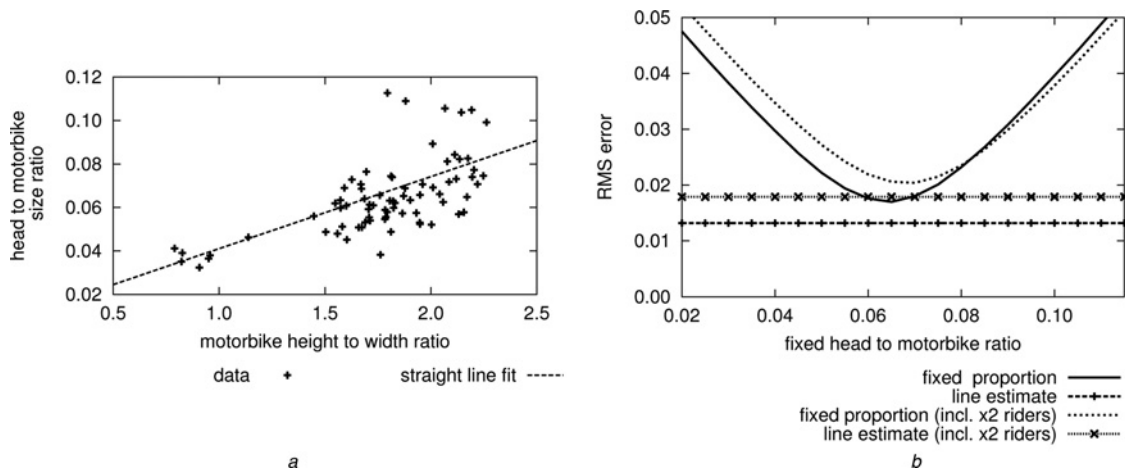 0.12
0.10
0.08
0.06
0.04
0.02
head to motorbike
size ratio
0.5 1.0 1.5 2.0 2.5
motorbike height to width ratio
data straight line fit
a
0.05
0.04
0.03
0.02
0.01
0.00
RMS error
0.02 0.04 0.06 0.08 0.10
fixed head to motorbike ratio
fixed proportion
line estimate
fixed proportion (incl. x2 riders)
line estimate (incl. x2 riders)
b